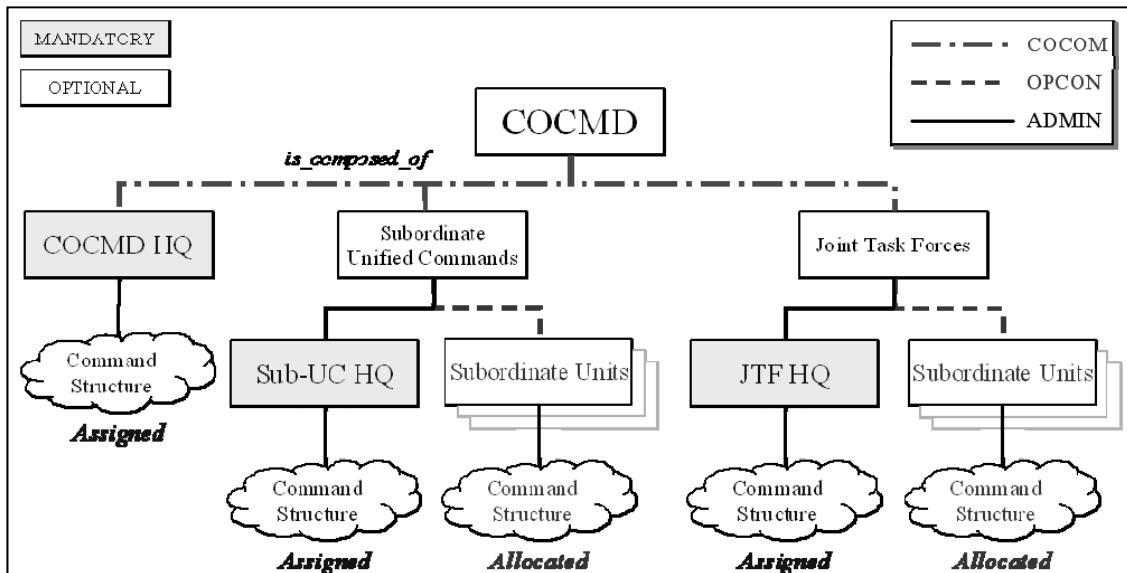 MANDATORY
OPTIONAL
COCOM
OPCON
ADMIN
COCMD
is_composed_of
COCMD HQ
Subordinate
Unified Commands
Joint Task Forces
Command
Structure
Assigned
Sub-UC HQ
Subordinate Units
JTF HQ
Subordinate Units
Command
Structure
Command
Structure
Command
Structure
Command
Structure
Assigned
Allocated
Assigned
Allocated